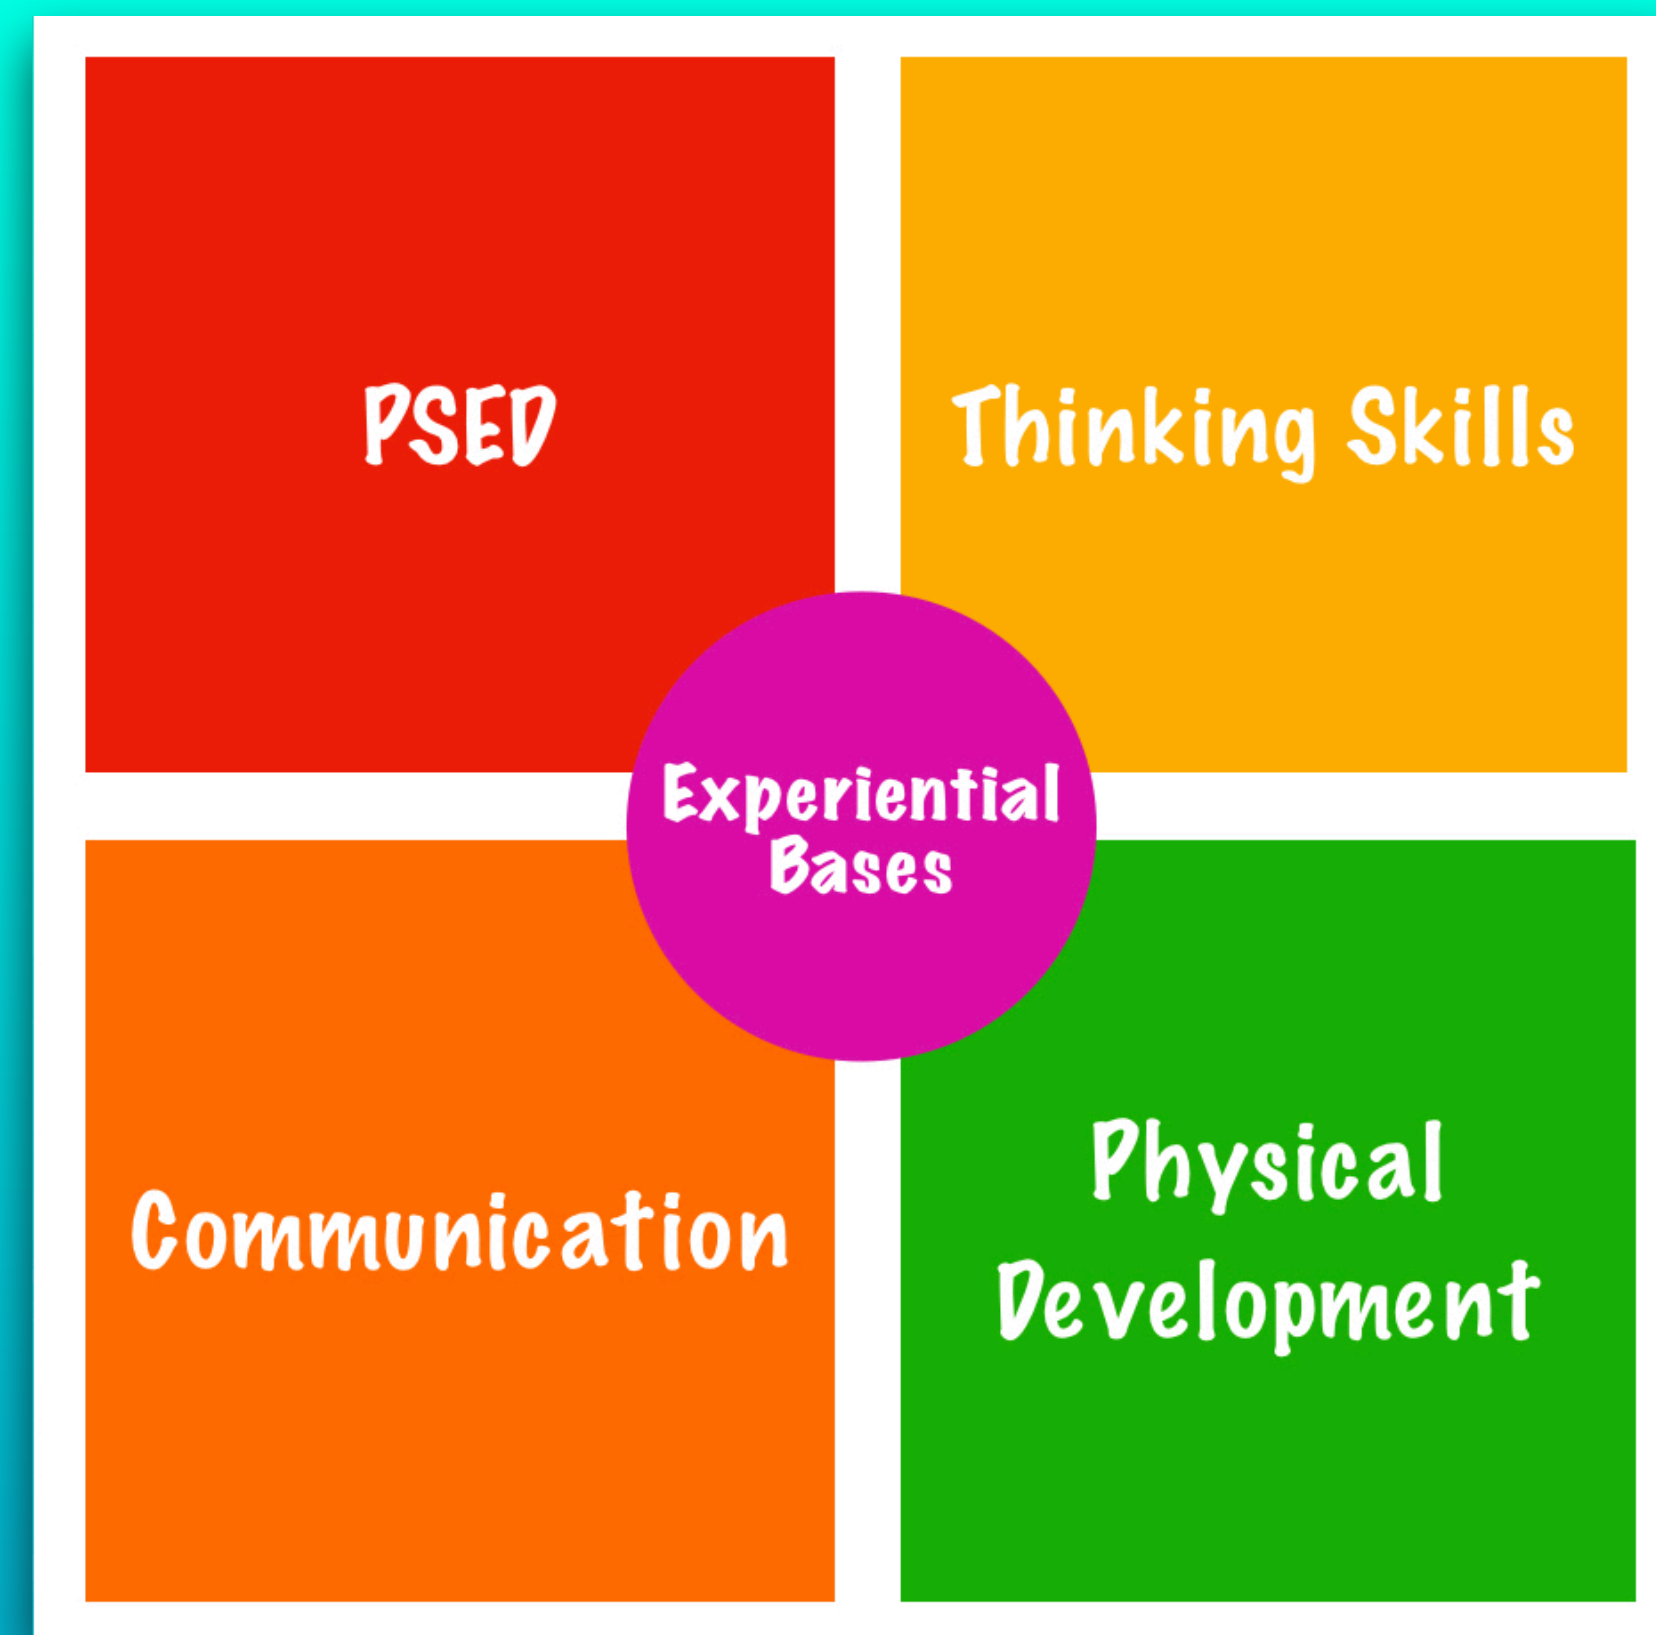 PSED
Thinking Skills
Experiential
Bases
Communication
Physical
Development